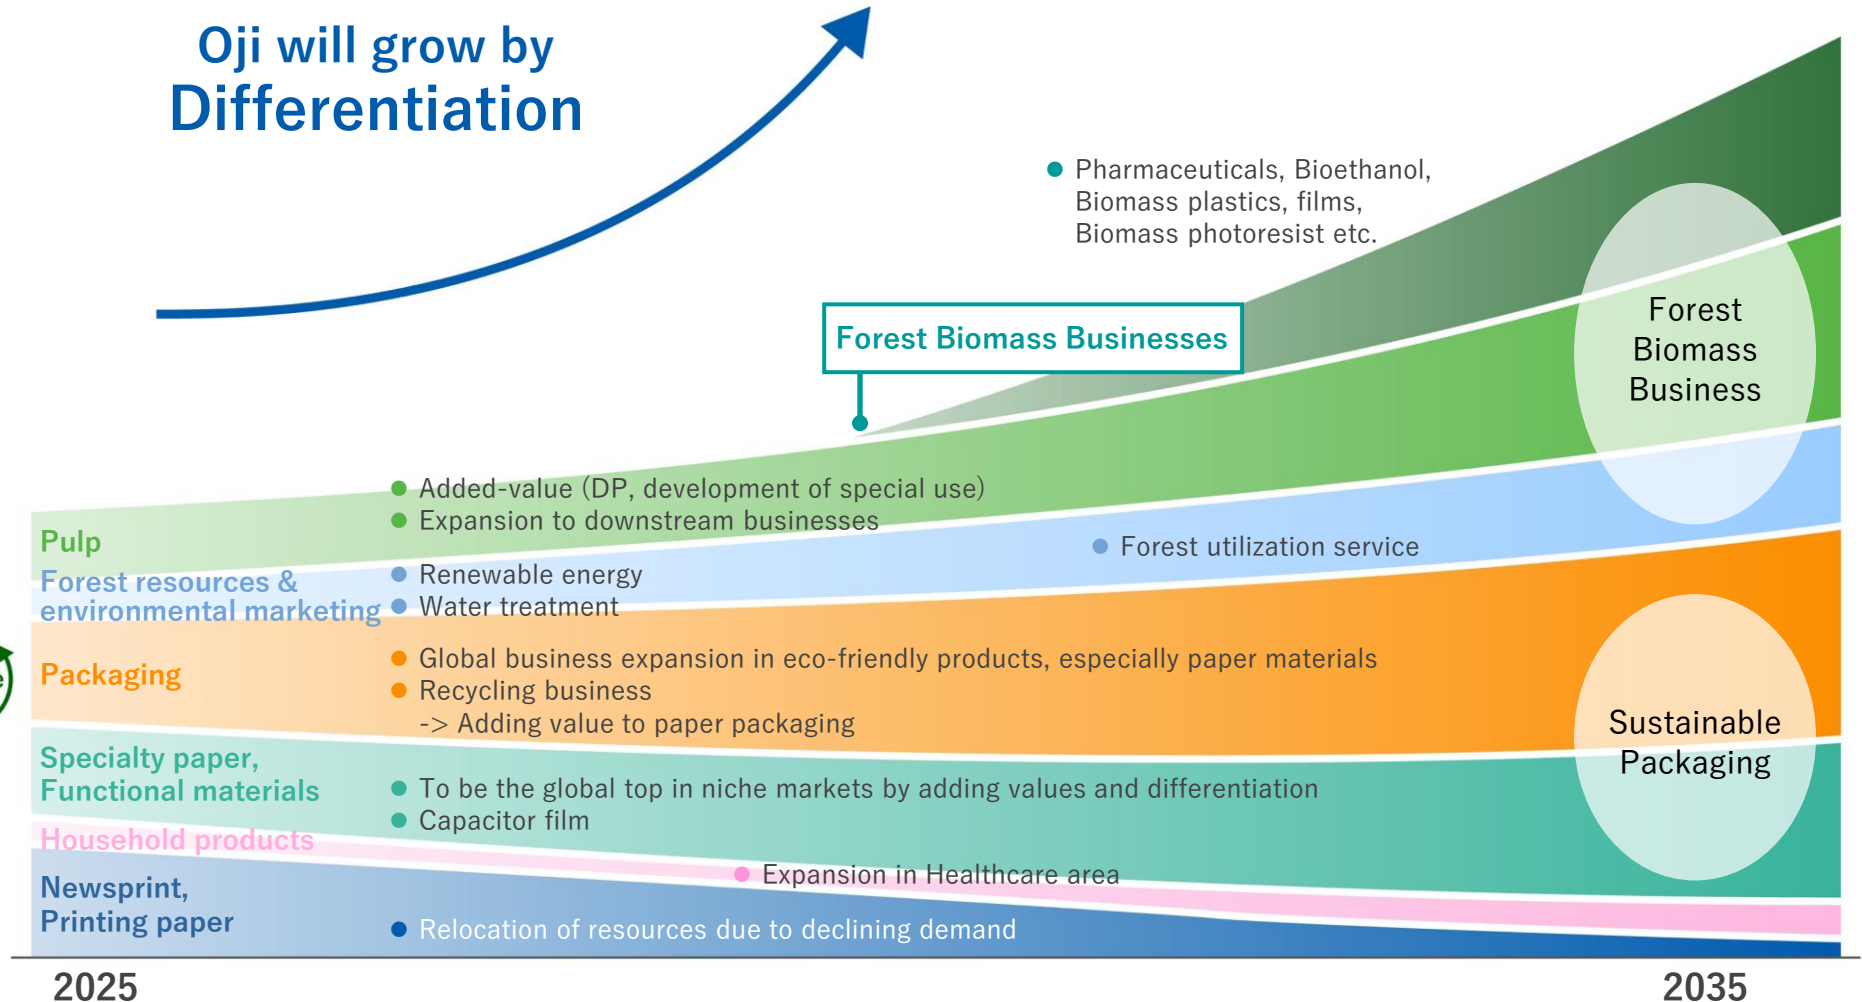 Oji will grow by
Differentiation
● Pharmaceuticals, Bioethanol,
Biomass plastics, films,
Biomass photoresist etc.
Forest Biomass Businesses
Forest
Biomass
Business
Pulp
● Added-value (DP, development of special use)
● Expansion to downstream businesses
Forest resources &
environmental marketing
● Renewable energy
● Water treatment
● Forest utilization service
Packaging
● Global business expansion in eco-friendly products, especially paper materials
● Recycling business
-> Adding value to paper packaging
Sustainable
Packaging
Specialty paper,
Functional materials
● To be the global top in niche markets by adding values and differentiation
● Capacitor film
Household products
● Expansion in Healthcare area
Newsprint,
Printing paper
● Relocation of resources due to declining demand
2025
2035